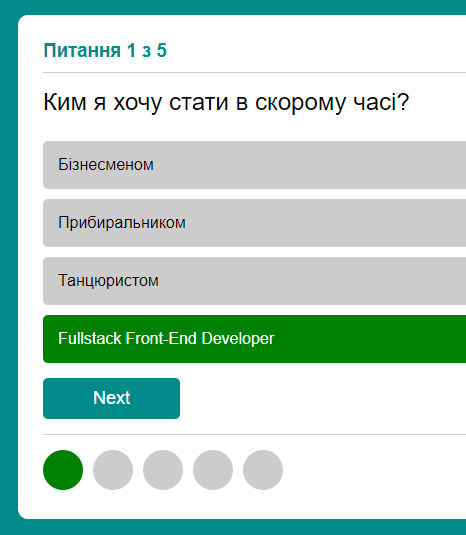 Питання 1 з 5
Ким я хочу стати в скорому часі?
Бізнесменом
Прибиральником
Танцюристом
Fullstack Front-End Developer
Next